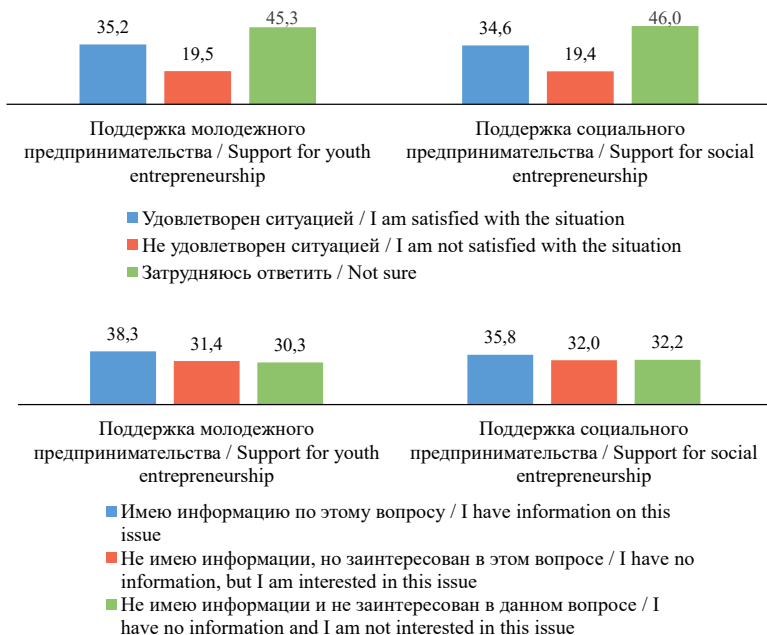 35,2 19,5 45,3 34,6 19,4 46,0
Поддержка молодежного
предпринимательства / Support for youth
entrepreneurship
Поддержка социального
предпринимательства / Support for social
entrepreneurship
Удовлетворен ситуацией / I am satisfied with the situation
Не удовлетворен ситуацией / I am not satisfied with the situation
Затрудняюсь ответить / Not sure
38,3 31,4 30,3 35,8 32,0 32,2
Поддержка молодежного
предпринимательства / Support for youth
entrepreneurship
Поддержка социального
предпринимательства / Support for social
entrepreneurship
Имею информацию по этому вопросу / I have information on this
issue
Не имею информации, но заинтересован в этом вопросе / I have no
information, but I am interested in this issue
Не имею информации и не заинтересован в данном вопросе / I
have no information and I am not interested in this issue